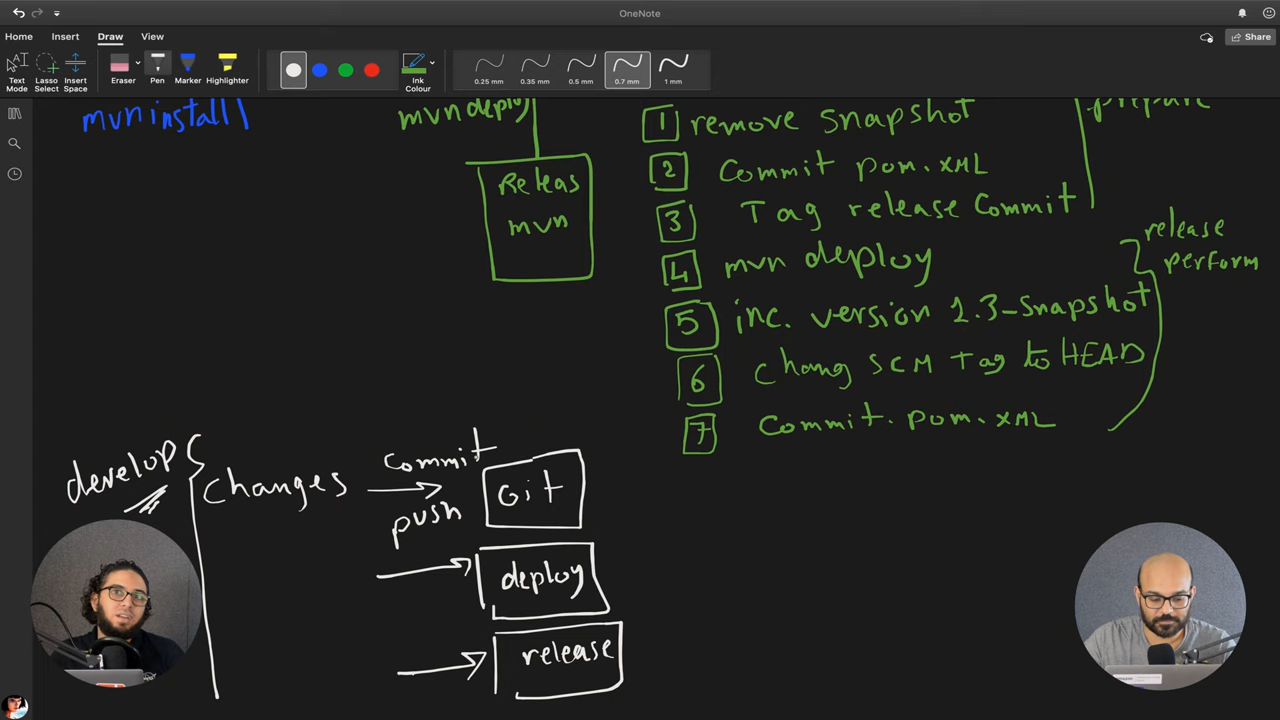 OneNote
Home Insert Draw View
Share
Text Mode
Lasso Select
Insert Space
Eraser
Pen
Marker
Highlighter
Ink Colour
0.25 mm
0.35 mm
0.5 mm
0.7 mm
1 mm
mvn install
mvn deploy
Releas
mvn
1 remove snapshot
2 Commit pom.XML
3 Tag release Commit
prepare
4 mvn deploy
5 inc. version 1.3-Snapshot
6 Chang SCM Tag to HEAD
7 Commit. pom.XML
release
perform
develop
Changes
Commit
push
Git
deploy
release